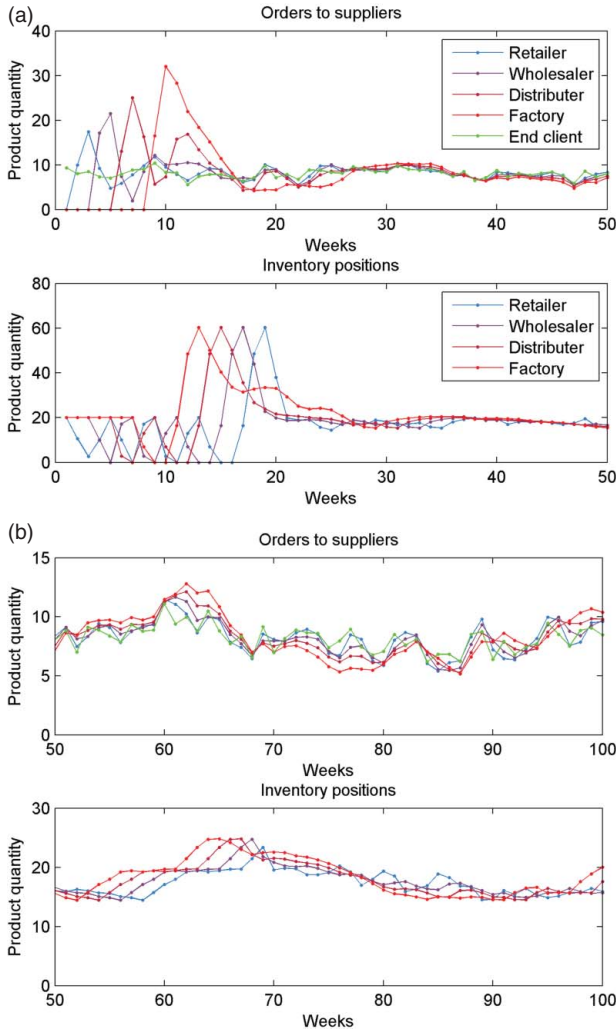 (a)
Orders to suppliers
Product quantity
40
30
20
10
0
0 10 20 30 40 50
Weeks
Retailer
Wholesaler
Distributer
Factory
End client
Inventory positions
Product quantity
80
60
40
20
0
0 10 20 30 40 50
Weeks
Retailer
Wholesaler
Distributer
Factory
(b)
Orders to suppliers
Product quantity
15
10
5
0
50 60 70 80 90 100
Weeks
Inventory positions
Product quantity
30
20
10
0
50 60 70 80 90 100
Weeks